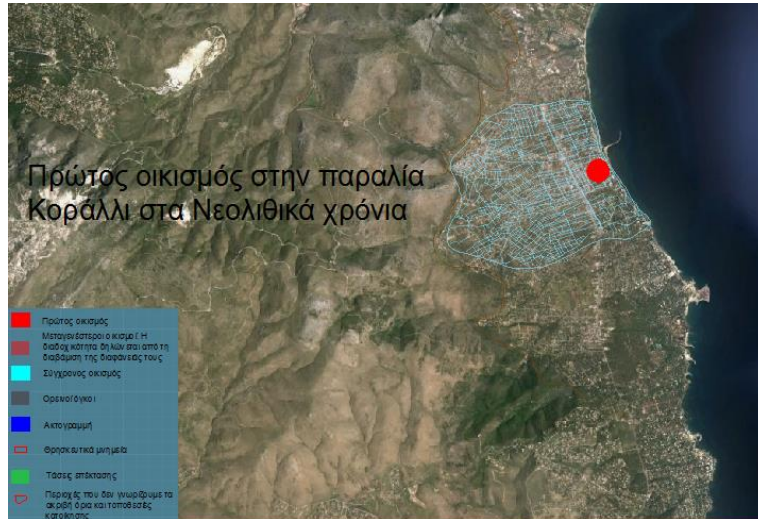 Πρώτος οικισμός στην παραλία
Κοράλλι στα Νεολιθικά χρόνια
Πρώτος οικισμός
Μεταγενέστεροι οικισμοί. Η
διαδοχικότητα δηλώνεται από τη
διαβάμιση της διαφάνειάς τους
Σύγχρονος οικισμός
Ορεινοί όγκοι
Ακτογραμμή
Θρησκευτικά μνημεία
Τάσεις επέκτασης
Περιοχές που δεν γνωρίζουμε τα
ακριβή όρια και τοποθεσίες
κατοίκησης